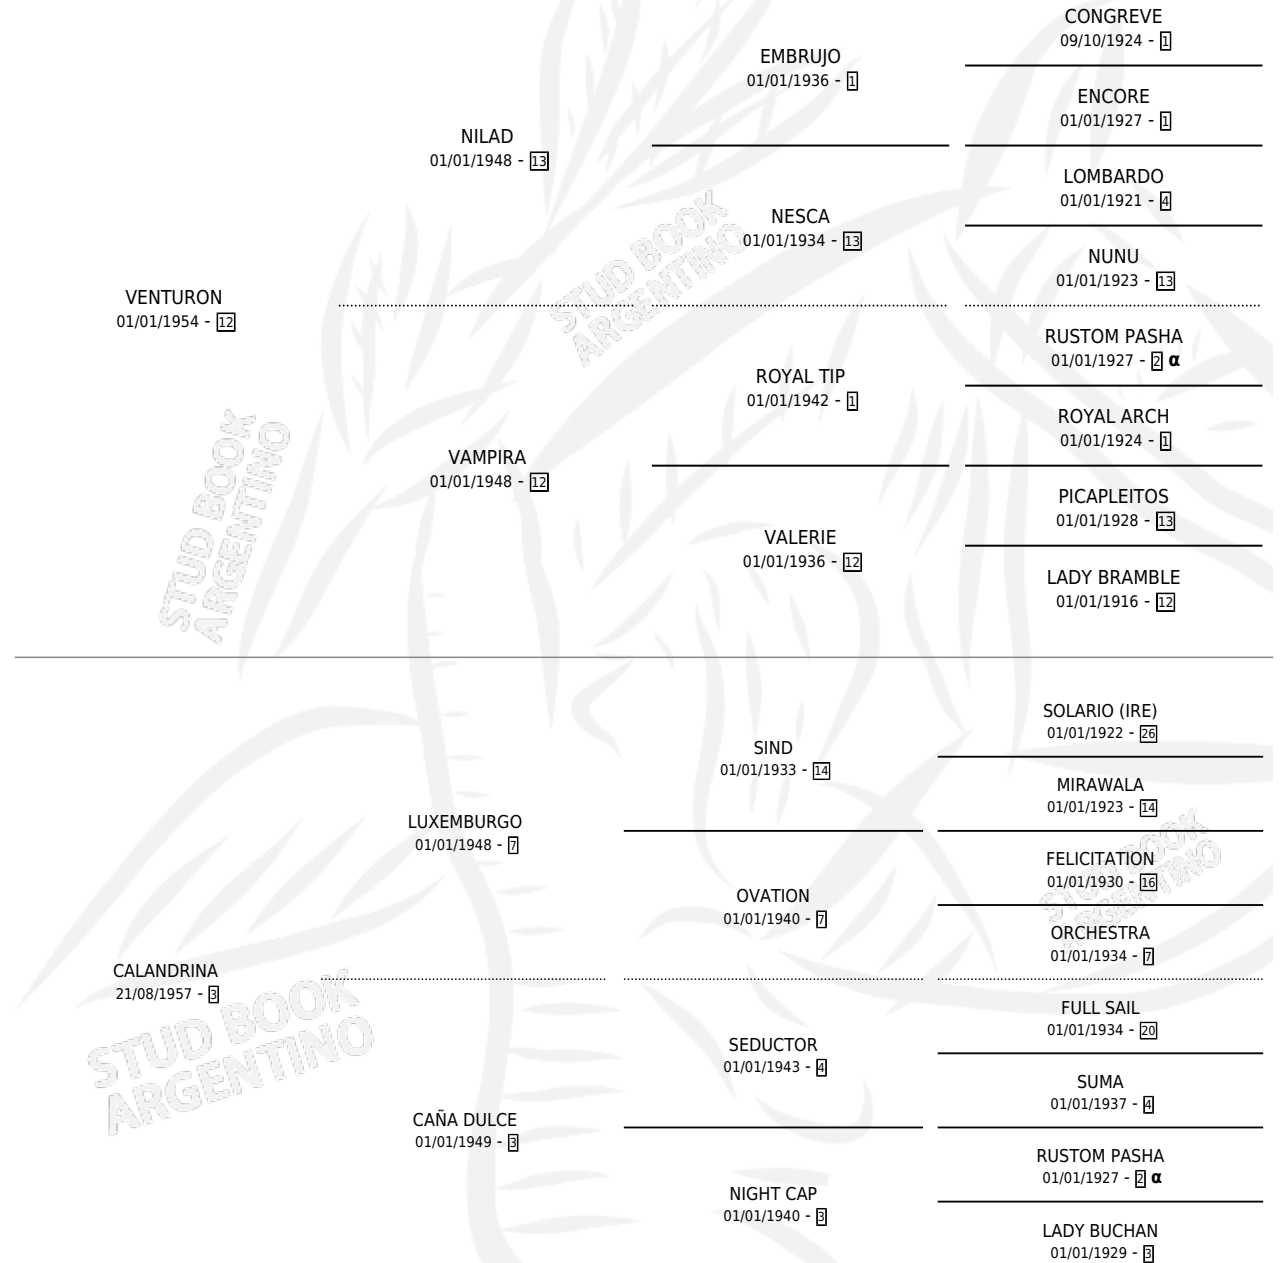 CONGREVE
09/10/1924 - 1
EMBRUJO
01/01/1936 - 1
ENCORE
01/01/1927 - 1
NILAD
01/01/1948 - 13
LOMBARDO
01/01/1921 - 4
NESCA
01/01/1934 - 13
NUNU
01/01/1923 - 13
VENTURON
01/01/1954 - 12
RUSTOM PASHA
01/01/1927 - 2 α
ROYAL TIP
01/01/1942 - 1
ROYAL ARCH
01/01/1924 - 1
VAMPIRA
01/01/1948 - 12
PICAPLEITOS
01/01/1928 - 13
VALERIE
01/01/1936 - 12
LADY BRAMBLE
01/01/1916 - 12
SOLARIO (IRE)
01/01/1922 - 26
SIND
01/01/1933 - 14
MIRAWALA
01/01/1923 - 14
LUXEMBURGO
01/01/1948 - 7
FELICITATION
01/01/1930 - 16
OVATION
01/01/1940 - 7
ORCHESTRA
01/01/1934 - 7
CALANDRINA
21/08/1957 - 3
FULL SAIL
01/01/1934 - 20
SEDUCTOR
01/01/1943 - 4
SUMA
01/01/1937 - 4
CAÑA DULCE
01/01/1949 - 3
RUSTOM PASHA
01/01/1927 - 2 α
NIGHT CAP
01/01/1940 - 3
LADY BUCHAN
01/01/1929 - 3
STUD BOOK
ARGENTINO
STUD BOOK
ARGENTINO
STUD BOOK
ARGENTINO
STUD BOOK
ARGENTINO